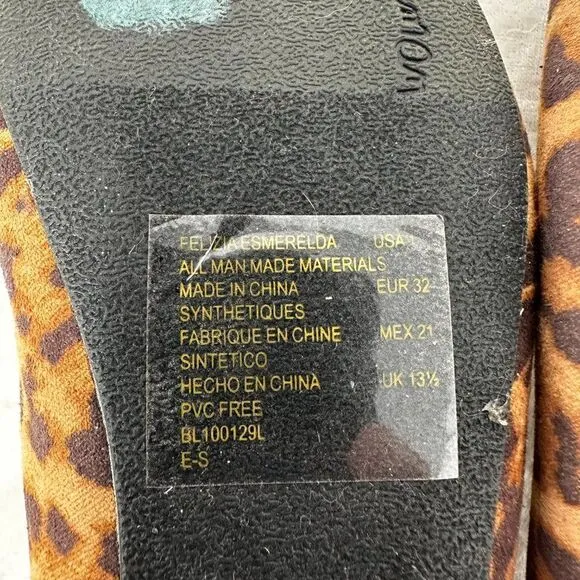 FELIZIA ESMERELDA USA 1
ALL MAN MADE MATERIALS
MADE IN CHINA EUR 32
SYNTHETIQUES
FABRIQUE EN CHINE MEX 21
SINTETICO
HECHO EN CHINA UK 13½
PVC FREE
BL100129L
E-S